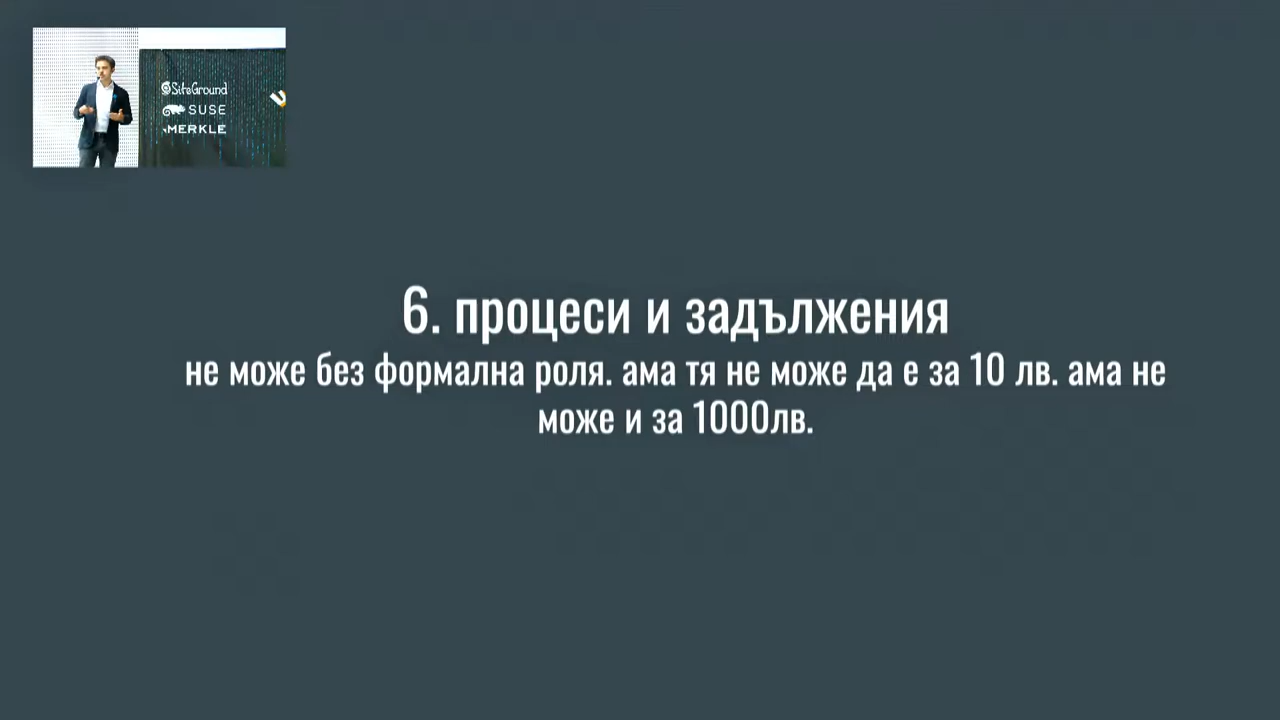 SiteGround
SUSE
MERKLE
6. процеси и задължения
не може без формална роля. ама тя не може да е за 10 лв. ама не
може и за 1000лв.